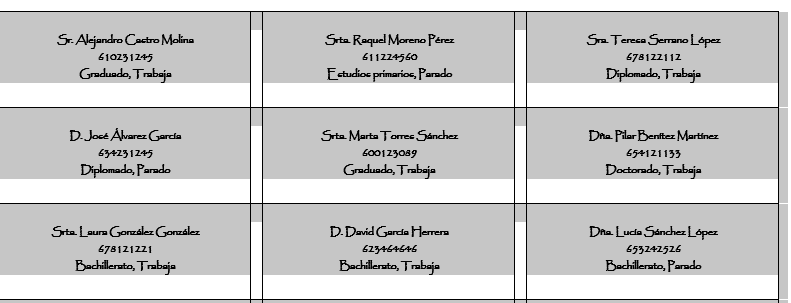 Sr. Alejandro Castro Molina
610231245
Graduado, Trabaja
Srta. Raquel Moreno Pérez
611224560
Estudios primarios, Parado
Sra. Teresa Serrano López
678122112
Diplomado, Trabaja
D. José Álvarez García
634231245
Diplomado, Parado
Srta. Marta Torres Sánchez
600123089
Graduado, Trabaja
Dña. Pilar Benítez Martínez
654121133
Doctorado, Trabaja
Srta. Laura González González
678121221
Bachillerato, Trabaja
D. David García Herrera
623464646
Bachillerato, Trabaja
Dña. Lucía Sánchez López
653242526
Bachillerato, Parado